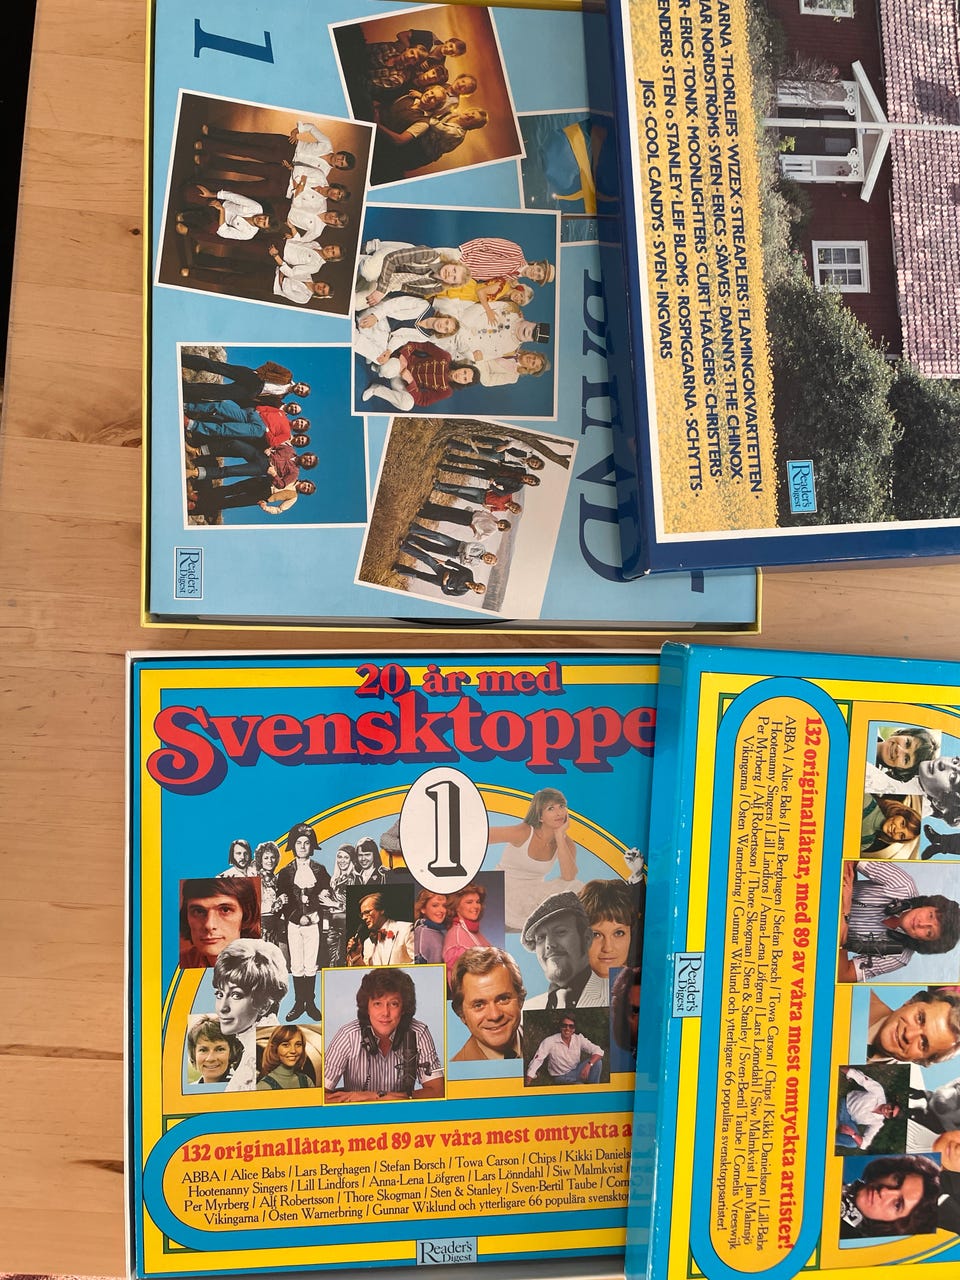 1
Reader's
Digest
ARNA · THORLEIFS · WIZEX · STREAPLERS · FLAMINGOKVARTETTEN ·
AR NORDSTRÖMS · SVEN-ERICS · SÄWES · DANNYS · THE CHINOX ·
R-ERICS · TONIX · MOONLIGHTERS · CURT HAAGERS · CHRISTERS ·
ENDERS · STEN o STANLEY · LEIF BLOMS · ROSPIGGARNA · SCHYTTS ·
JIGS · COOL CANDYS · SVEN-INGVARS
Reader's
Digest
20 år med
Svensktoppe
1
132 originallåtar, med 89 av våra mest omtyckta a
ABBA / Alice Babs / Lars Berghagen / Stefan Borsch / Towa Carson / Chips / Kikki Daniels
Hootenanny Singers / Lill Lindfors / Anna-Lena Löfgren / Lars Lönndahl / Siw Malmkvist /
Per Myrberg / Alf Robertsson / Thore Skogman / Sten & Stanley / Sven-Bertil Taube / Corn
Vikingarna / Östen Warnerbring / Gunnar Wiklund och ytterligare 66 populära svensktop
Reader's
Digest
132 originallåtar, med 89 av våra mest omtyckta artister!
ABBA / Alice Babs / Lars Berghagen / Stefan Borsch / Towa Carson / Chips / Kikki Danielsson / Lill-Babs
Hootenanny Singers / Lill Lindfors / Anna-Lena Löfgren / Lars Lönndahl / Siw Malmkvist / Jan Malmsjö
Per Myrberg / Alf Robertsson / Thore Skogman / Sten & Stanley / Sven-Bertil Taube / Cornelis Vreeswijk
Vikingarna / Östen Warnerbring / Gunnar Wiklund och ytterligare 66 populära svensktoppsartister!
Reader's
Digest